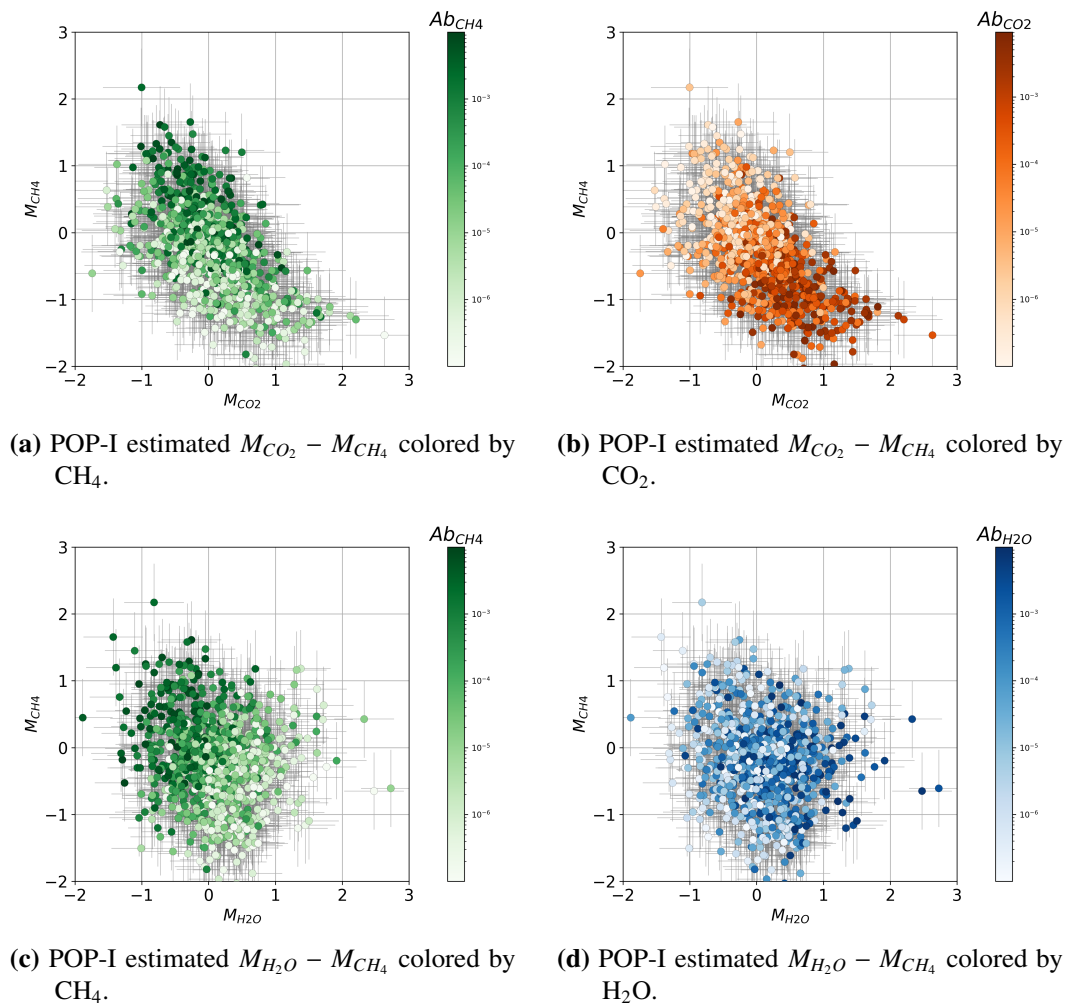 Ab_CH4
Ab_CO2
3
2
1
0
−1
−2
M_CH4
−2 −1 0 1 2 3
M_CO2
10⁻³
10⁻⁴
10⁻⁵
10⁻⁶
3
2
1
0
−1
−2
M_CH4
−2 −1 0 1 2 3
M_CO2
10⁻³
10⁻⁴
10⁻⁵
10⁻⁶
(a) POP-I estimated M_CO₂ − M_CH₄ colored by
CH₄.
(b) POP-I estimated M_CO₂ − M_CH₄ colored by
CO₂.
Ab_CH4
Ab_H2O
3
2
1
0
−1
−2
M_CH4
−2 −1 0 1 2 3
M_H2O
10⁻³
10⁻⁴
10⁻⁵
10⁻⁶
3
2
1
0
−1
−2
M_CH4
−2 −1 0 1 2 3
M_H2O
10⁻³
10⁻⁴
10⁻⁵
10⁻⁶
(c) POP-I estimated M_H₂O − M_CH₄ colored by
CH₄.
(d) POP-I estimated M_H₂O − M_CH₄ colored by
H₂O.